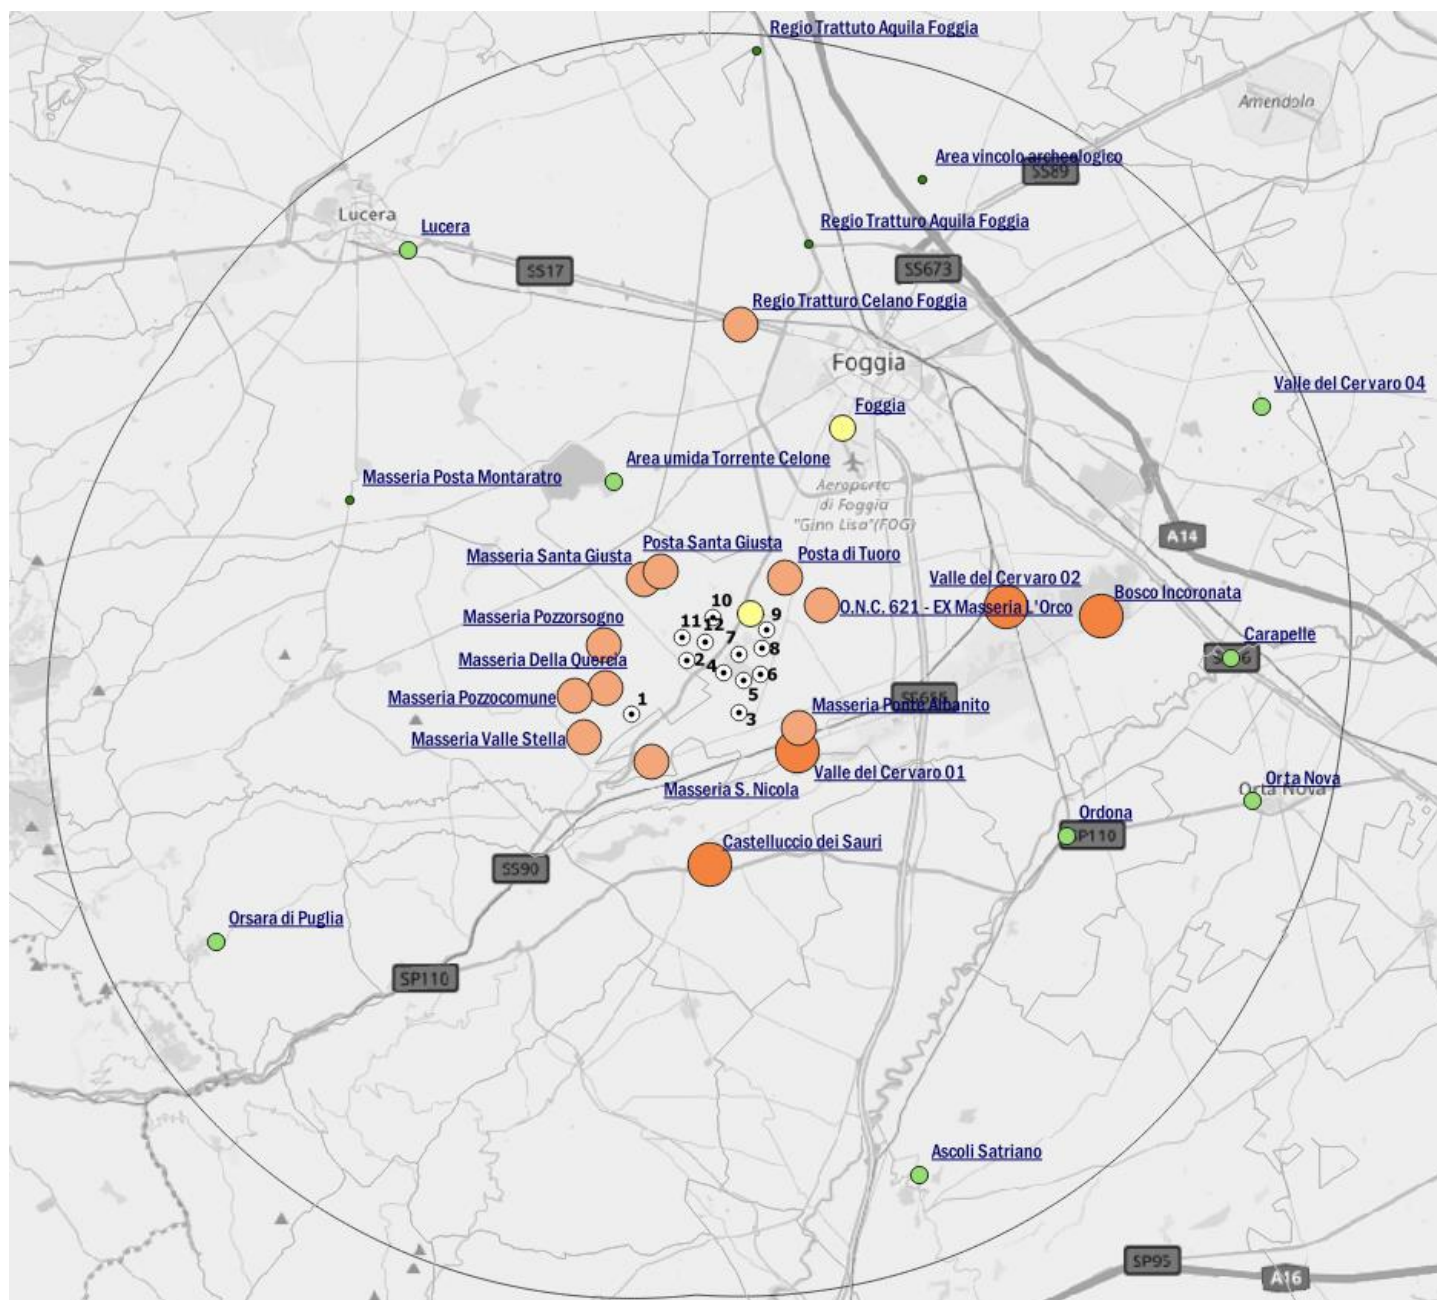 Regio Trattuto Aquila Foggia
Amendola
Area vincolo archeologico
SS89
Lucera
Lucera
Regio Tratturo Aquila Foggia
SS17
SS673
Regio Tratturo Celano Foggia
Foggia
Valle del Cervaro 04
Foggia
Area umida Torrente Celone
Masseria Posta Montaratro
Aeroporto
di Foggia
"Gino Lisa"(FOG)
A14
Posta Santa Giusta
Masseria Santa Giusta
Posta di Tuoro
Valle del Cervaro 02
Bosco Incoronata
O.N.C. 621 - EX Masseria L'Orco
10
Masseria Pozzorsogno
9
11
12
7
Carapelle
8
Masseria Della Quercia
2
4
6
Masseria Pozzocomune
5
1
3
Masseria Ponte Albanito
Masseria Valle Stella
Valle del Cervaro 01
Masseria S. Nicola
Orta Nova
Orta Nova
Ordona
SP110
Castelluccio dei Sauri
SS90
Orsara di Puglia
SP110
Ascoli Satriano
SP95
A16